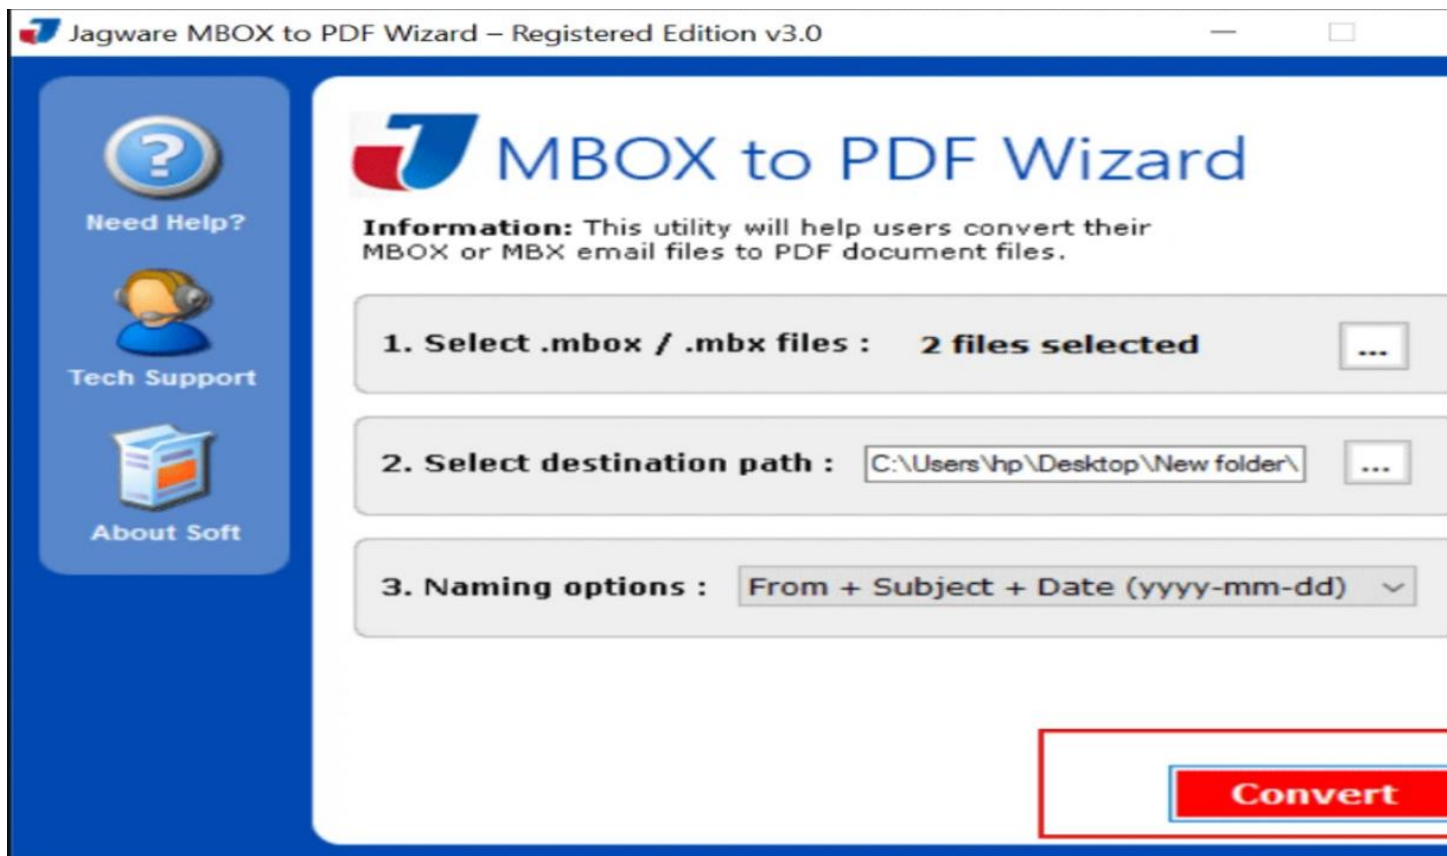 Jagware MBOX to PDF Wizard – Registered Edition v3.0
Need Help?
Tech Support
About Soft
MBOX to PDF Wizard
Information: This utility will help users convert their
MBOX or MBX email files to PDF document files.
1. Select .mbox / .mbx files : 2 files selected ...
2. Select destination path : C:\Users\hp\Desktop\New folder\ ...
3. Naming options : From + Subject + Date (yyyy-mm-dd)
Convert